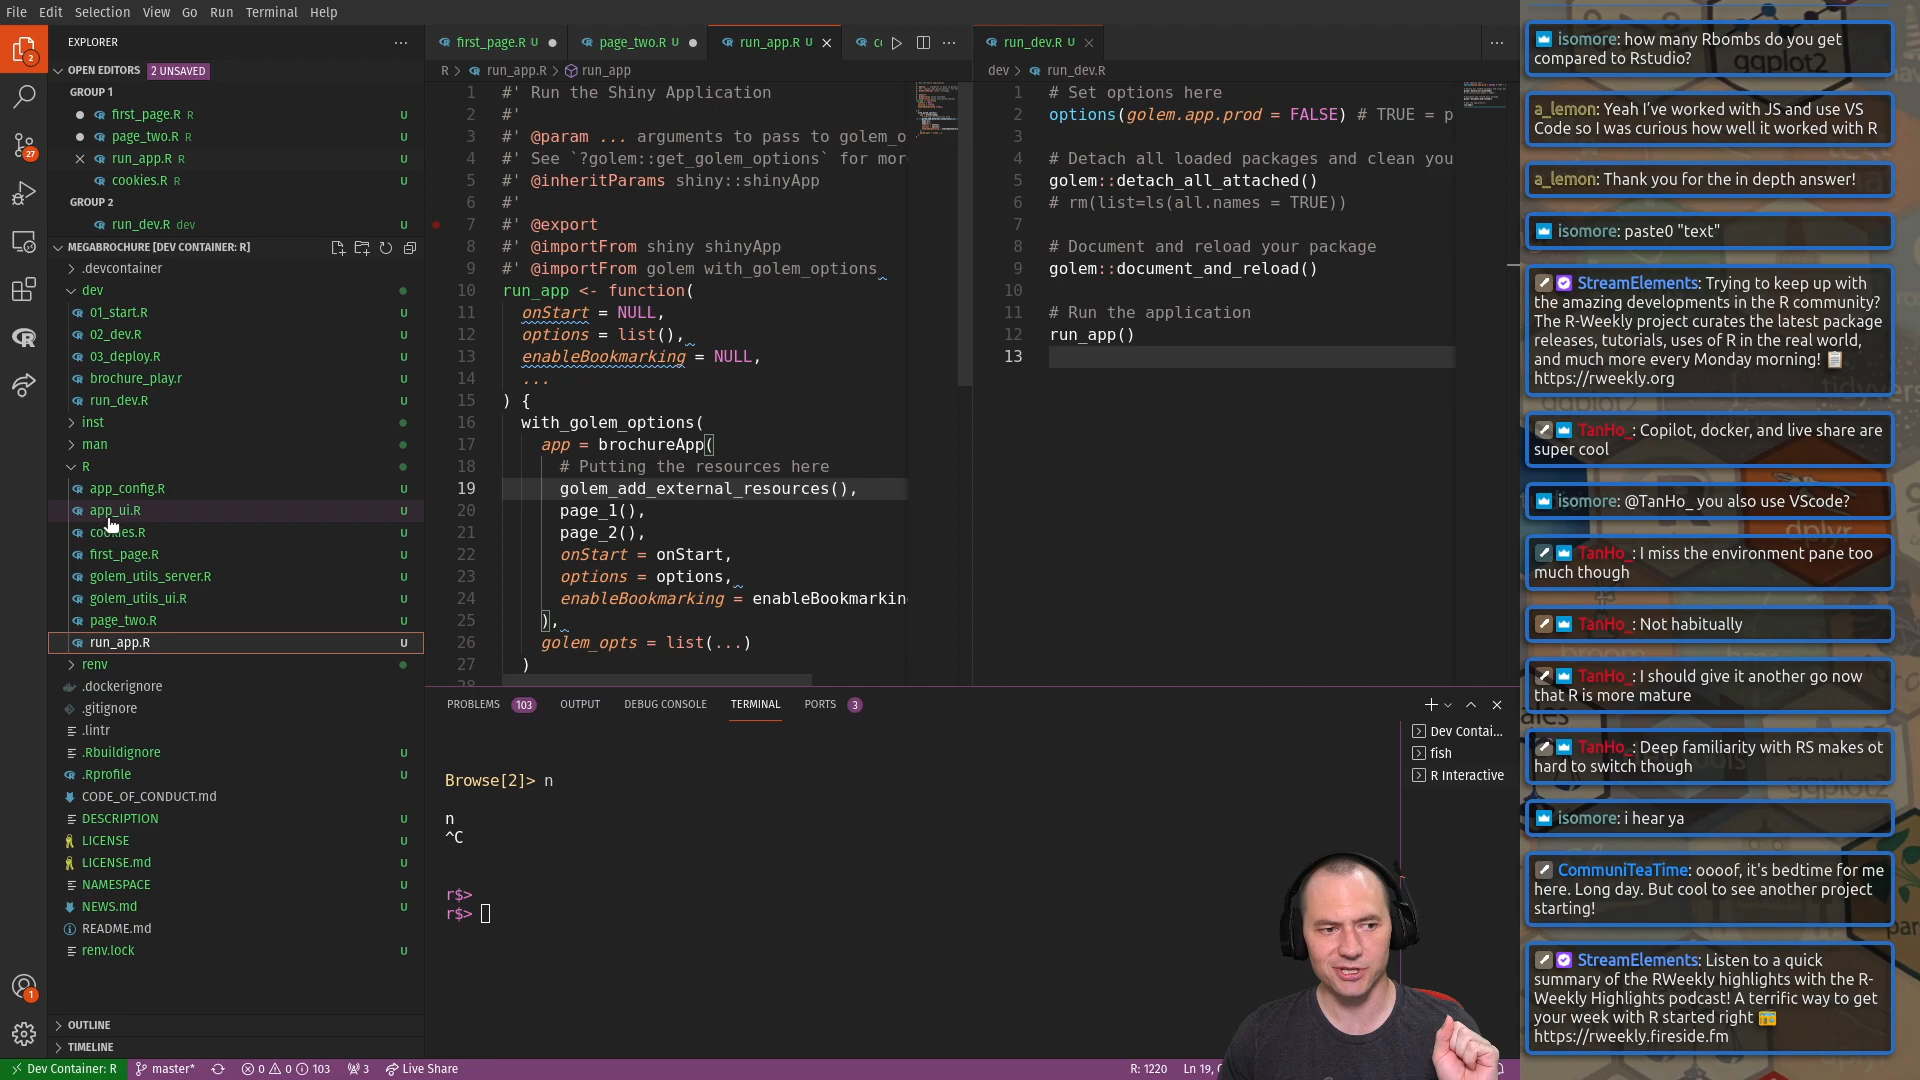 File Edit Selection View Go Run Terminal Help
2
27
1
EXPLORER
OPEN EDITORS 2 UNSAVED
GROUP 1
first_page.R R U
page_two.R R U
run_app.R R U
cookies.R R U
GROUP 2
run_dev.R dev U
MEGABROCHURE [DEV CONTAINER: R]
.devcontainer
dev
01_start.R U
02_dev.R U
03_deploy.R U
brochure_play.r U
run_dev.R U
inst
man
R
app_config.R U
app_ui.R U
cookies.R U
first_page.R U
golem_utils_server.R U
golem_utils_ui.R U
page_two.R U
run_app.R U
renv
.dockerignore
.gitignore
.lintr
.Rbuildignore U
.Rprofile U
CODE_OF_CONDUCT.md
DESCRIPTION U
LICENSE U
LICENSE.md U
NAMESPACE U
NEWS.md U
README.md
renv.lock U
OUTLINE
TIMELINE
first_page.R U
page_two.R U
run_app.R U
R run_app.R run_app
1 #' Run the Shiny Application
2 #'
3 #' @param ... arguments to pass to golem_o
4 #' See `?golem::get_golem_options` for mor
5 #' @inheritParams shiny::shinyApp
6 #'
7 #' @export
8 #' @importFrom shiny shinyApp
9 #' @importFrom golem with_golem_options
10 run_app <- function(
11 onStart = NULL,
12 options = list(),
13 enableBookmarking = NULL,
14 ...
15 ) {
16 with_golem_options(
17 app = brochureApp(
18 # Putting the resources here
19 golem_add_external_resources(),
20 page_1(),
21 page_2(),
22 onStart = onStart,
23 options = options,
24 enableBookmarking = enableBookmarkin
25 ),
26 golem_opts = list(...)
27 )
28
run_dev.R U
dev run_dev.R
1 # Set options here
2 options(golem.app.prod = FALSE) # TRUE = p
3
4 # Detach all loaded packages and clean you
5 golem::detach_all_attached()
6 # rm(list=ls(all.names = TRUE))
7
8 # Document and reload your package
9 golem::document_and_reload()
10
11 # Run the application
12 run_app()
13
PROBLEMS 103 OUTPUT DEBUG CONSOLE TERMINAL PORTS 3
Browse[2]> n
n
^C
r$>
r$>
Dev Contai...
fish
R Interactive
Dev Container: R master* 0 0 103 3 Live Share R: 1220 Ln 19,
isomore: how many Rbombs do you get
compared to Rstudio?
a_lemon: Yeah I've worked with JS and use VS
Code so I was curious how well it worked with R
a_lemon: Thank you for the in depth answer!
isomore: paste0 "text"
StreamElements: Trying to keep up with
the amazing developments in the R community?
The R-Weekly project curates the latest package
releases, tutorials, uses of R in the real world,
and much more every Monday morning! 📋
https://rweekly.org
TanHo_: Copilot, docker, and live share are
super cool
isomore: @TanHo_ you also use VScode?
TanHo_: I miss the environment pane too
much though
TanHo_: Not habitually
TanHo_: I should give it another go now
that R is more mature
TanHo_: Deep familiarity with RS makes ot
hard to switch though
isomore: i hear ya
CommuniTeaTime: oooof, it's bedtime for me
here. Long day. But cool to see another project
starting!
StreamElements: Listen to a quick
summary of the RWeekly highlights with the R-
Weekly Highlights podcast! A terrific way to get
your week with R started right 📻
https://rweekly.fireside.fm
ggplot2
dplyr
broom
ggplot2